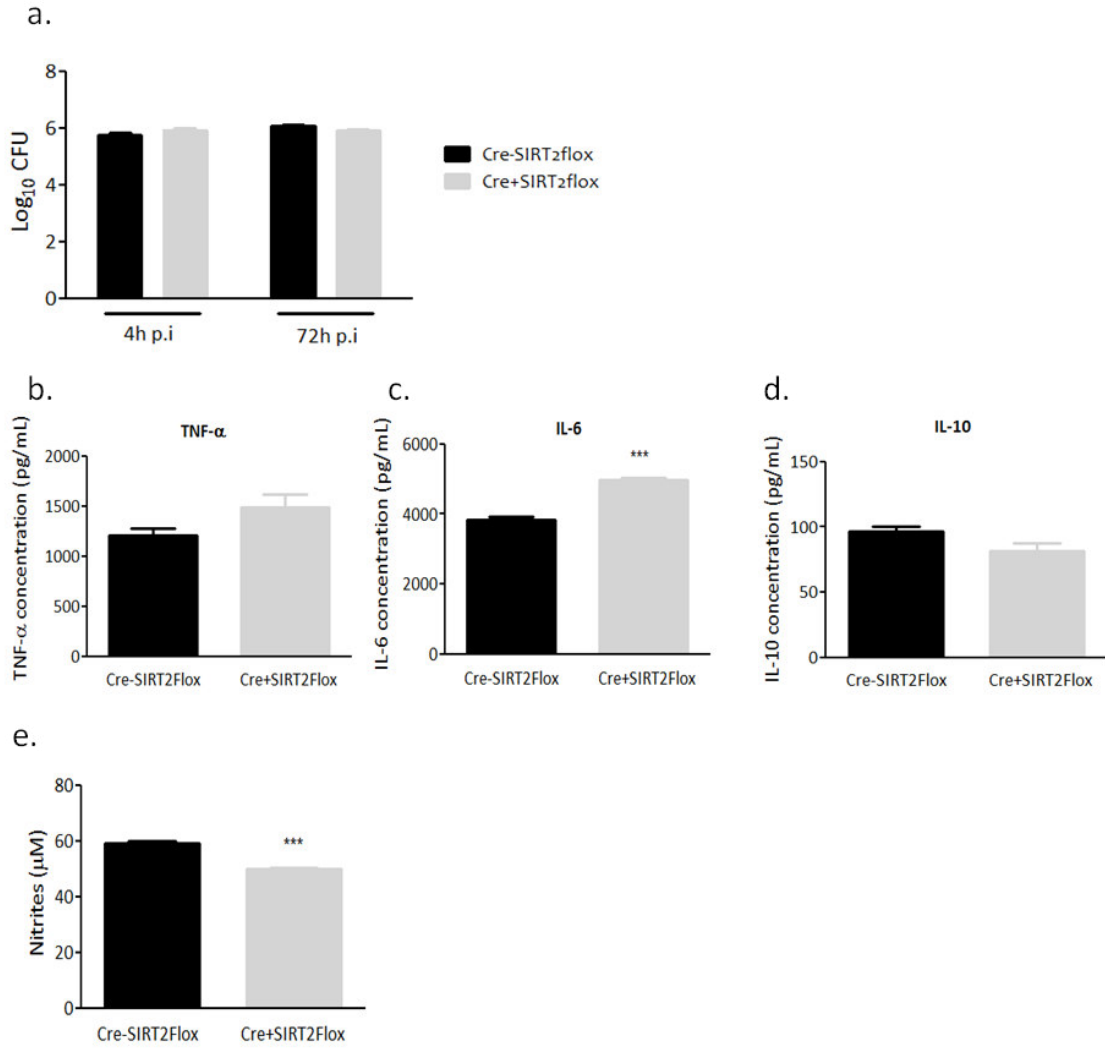 a.
8
6
4
2
0
Log10 CFU
4h p.i
72h p.i
Cre-SIRT2flox
Cre+SIRT2flox
b.
TNF-α
2000
1500
1000
500
0
TNF-α concentration (pg/mL)
Cre-SIRT2Flox
Cre+SIRT2Flox
c.
IL-6
6000
4000
2000
0
IL-6 concentration (pg/mL)
***
Cre-SIRT2Flox
Cre+SIRT2Flox
d.
IL-10
150
100
50
0
IL-10 concentration (pg/mL)
Cre-SIRT2Flox
Cre+SIRT2Flox
e.
80
60
40
20
0
Nitrites (μM)
***
Cre-SIRT2Flox
Cre+SIRT2Flox